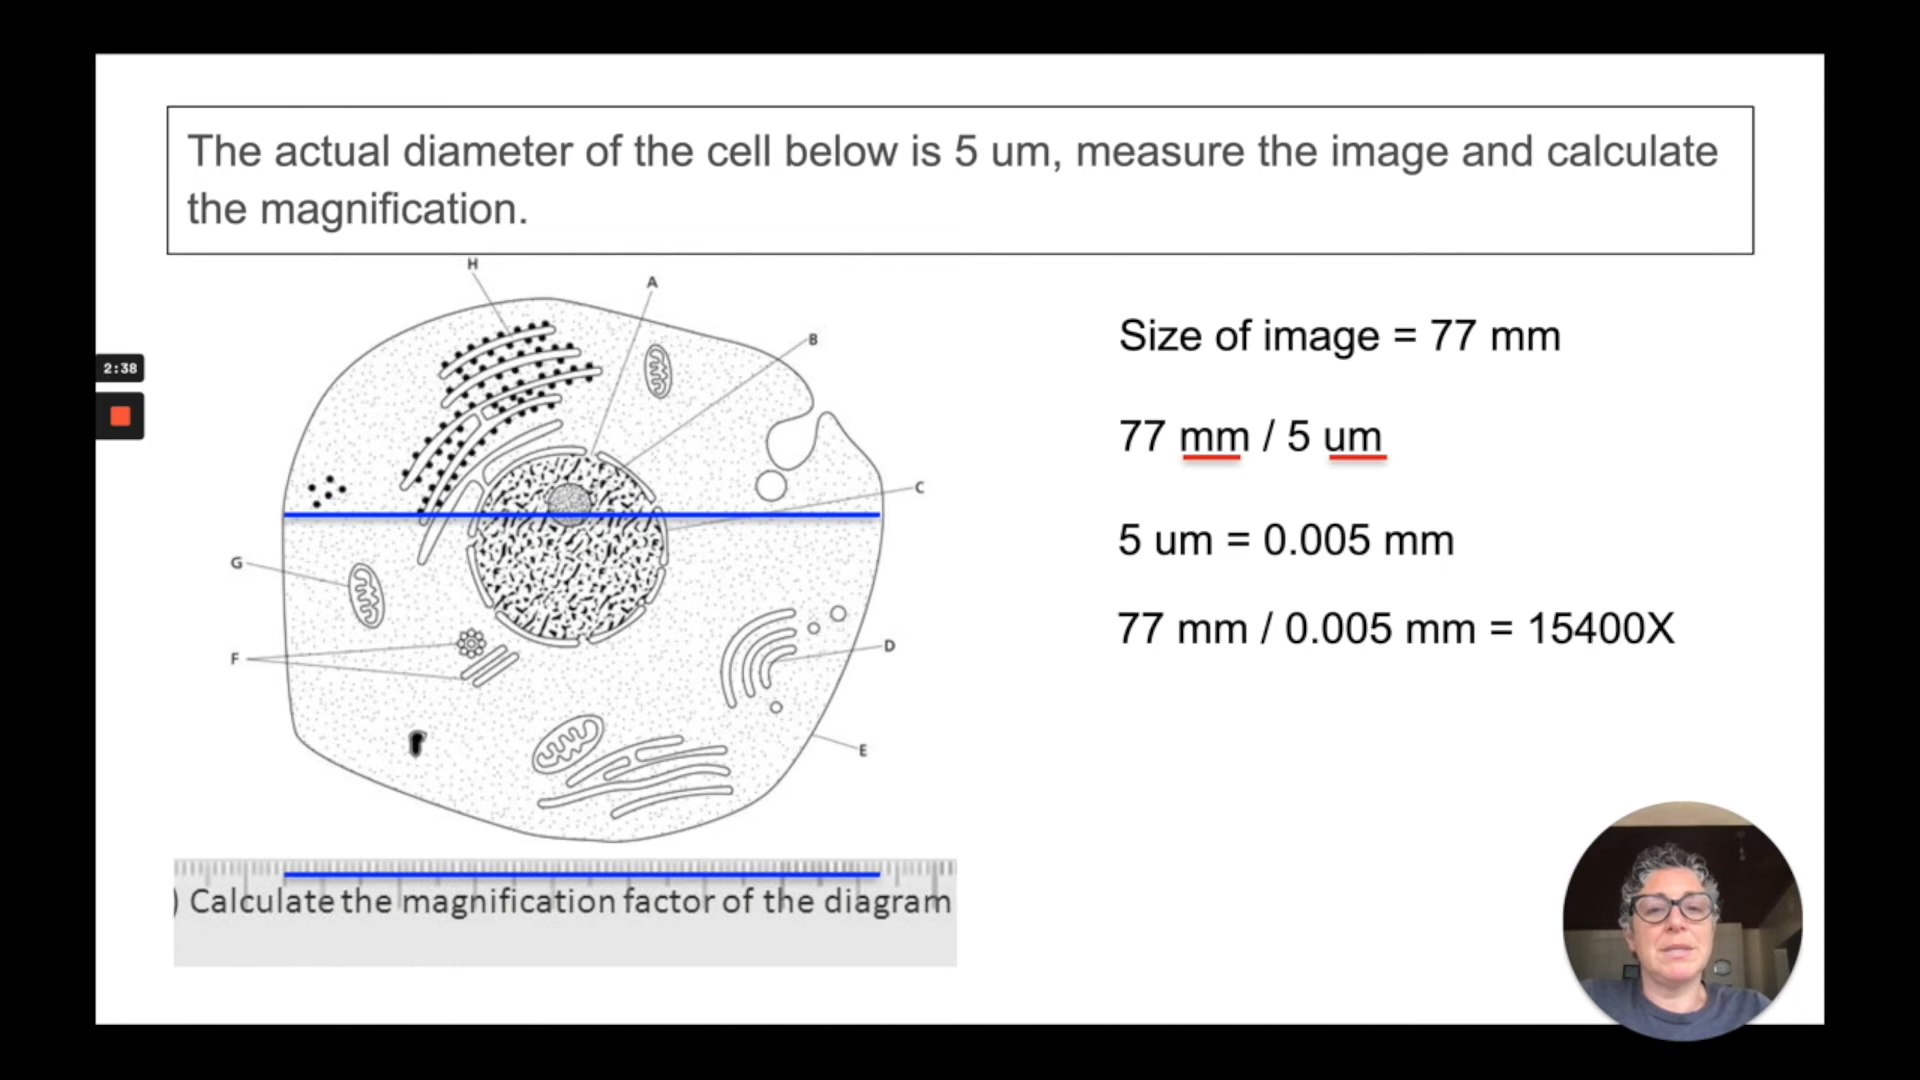 The actual diameter of the cell below is 5 um, measure the image and calculate
the magnification.
H
A
B
C
G
F
D
E
2:38
Size of image = 77 mm
77 mm / 5 um
5 um = 0.005 mm
77 mm / 0.005 mm = 15400X
) Calculate the magnification factor of the diagram